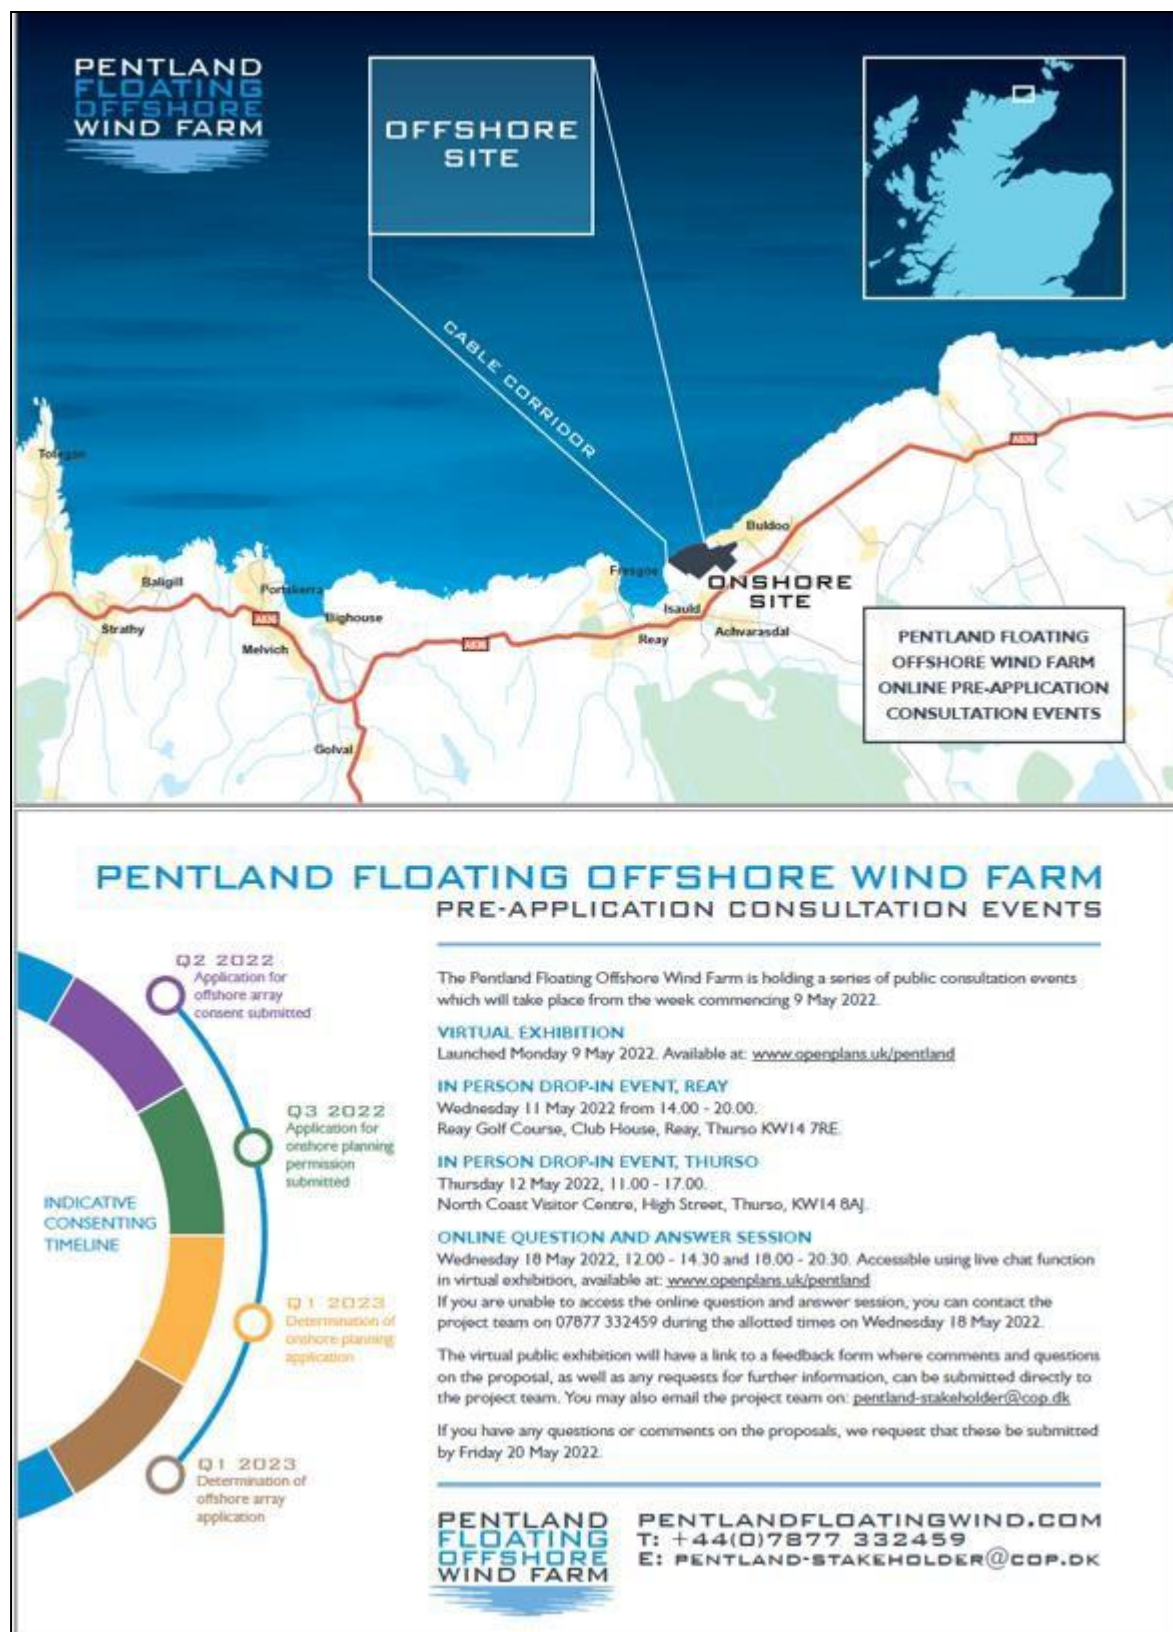 PENTLAND
FLOATING
OFFSHORE
WIND FARM
OFFSHORE
SITE
CABLE CORRIDOR
A836
Totegan
Buldoo
Fresgoe
Baligill
Portskerra
ONSHORE
SITE
Isauld
Bighouse
A836
Strathy
Achvarasdal
Reay
A836
Melvich
Golval
PENTLAND FLOATING
OFFSHORE WIND FARM
ONLINE PRE-APPLICATION
CONSULTATION EVENTS
PENTLAND FLOATING OFFSHORE WIND FARM
PRE-APPLICATION CONSULTATION EVENTS
INDICATIVE
CONSENTING
TIMELINE
Q2 2022
Application for
offshore array
consent submitted
Q3 2022
Application for
onshore planning
permission
submitted
Q1 2023
Determination of
onshore planning
application
Q1 2023
Determination of
offshore array
application
The Pentland Floating Offshore Wind Farm is holding a series of public consultation events
which will take place from the week commencing 9 May 2022.
VIRTUAL EXHIBITION
Launched Monday 9 May 2022. Available at: www.openplans.uk/pentland
IN PERSON DROP-IN EVENT, REAY
Wednesday 11 May 2022 from 14.00 - 20.00.
Reay Golf Course, Club House, Reay, Thurso KW14 7RE.
IN PERSON DROP-IN EVENT, THURSO
Thursday 12 May 2022, 11.00 - 17.00.
North Coast Visitor Centre, High Street, Thurso, KW14 8AJ.
ONLINE QUESTION AND ANSWER SESSION
Wednesday 18 May 2022, 12.00 - 14.30 and 18.00 - 20.30. Accessible using live chat function
in virtual exhibition, available at: www.openplans.uk/pentland
If you are unable to access the online question and answer session, you can contact the
project team on 07877 332459 during the allotted times on Wednesday 18 May 2022.
The virtual public exhibition will have a link to a feedback form where comments and questions
on the proposal, as well as any requests for further information, can be submitted directly to
the project team. You may also email the project team on: pentland-stakeholder@cop.dk
If you have any questions or comments on the proposals, we request that these be submitted
by Friday 20 May 2022.
PENTLAND
FLOATING
OFFSHORE
WIND FARM
PENTLANDFLOATINGWIND.COM
T: +44(0)7877 332459
E: PENTLAND-STAKEHOLDER@COP.DK